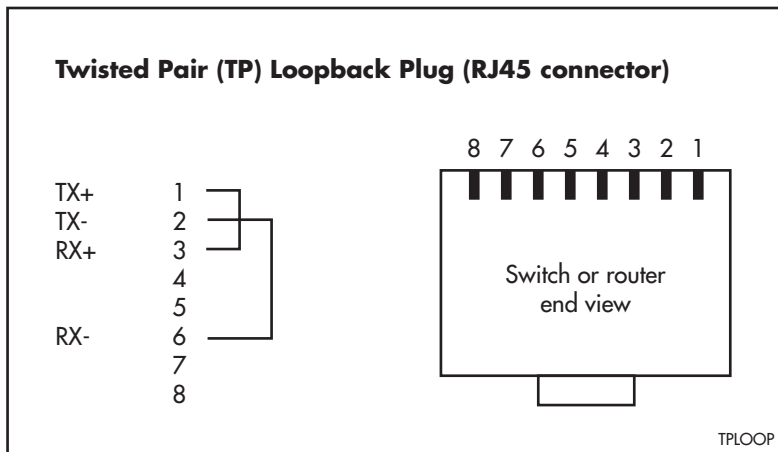 Twisted Pair (TP) Loopback Plug (RJ45 connector)
TX+ 1
TX- 2
RX+ 3
4
5
RX- 6
7
8
8 7 6 5 4 3 2 1
Switch or router
end view
TPLOOP